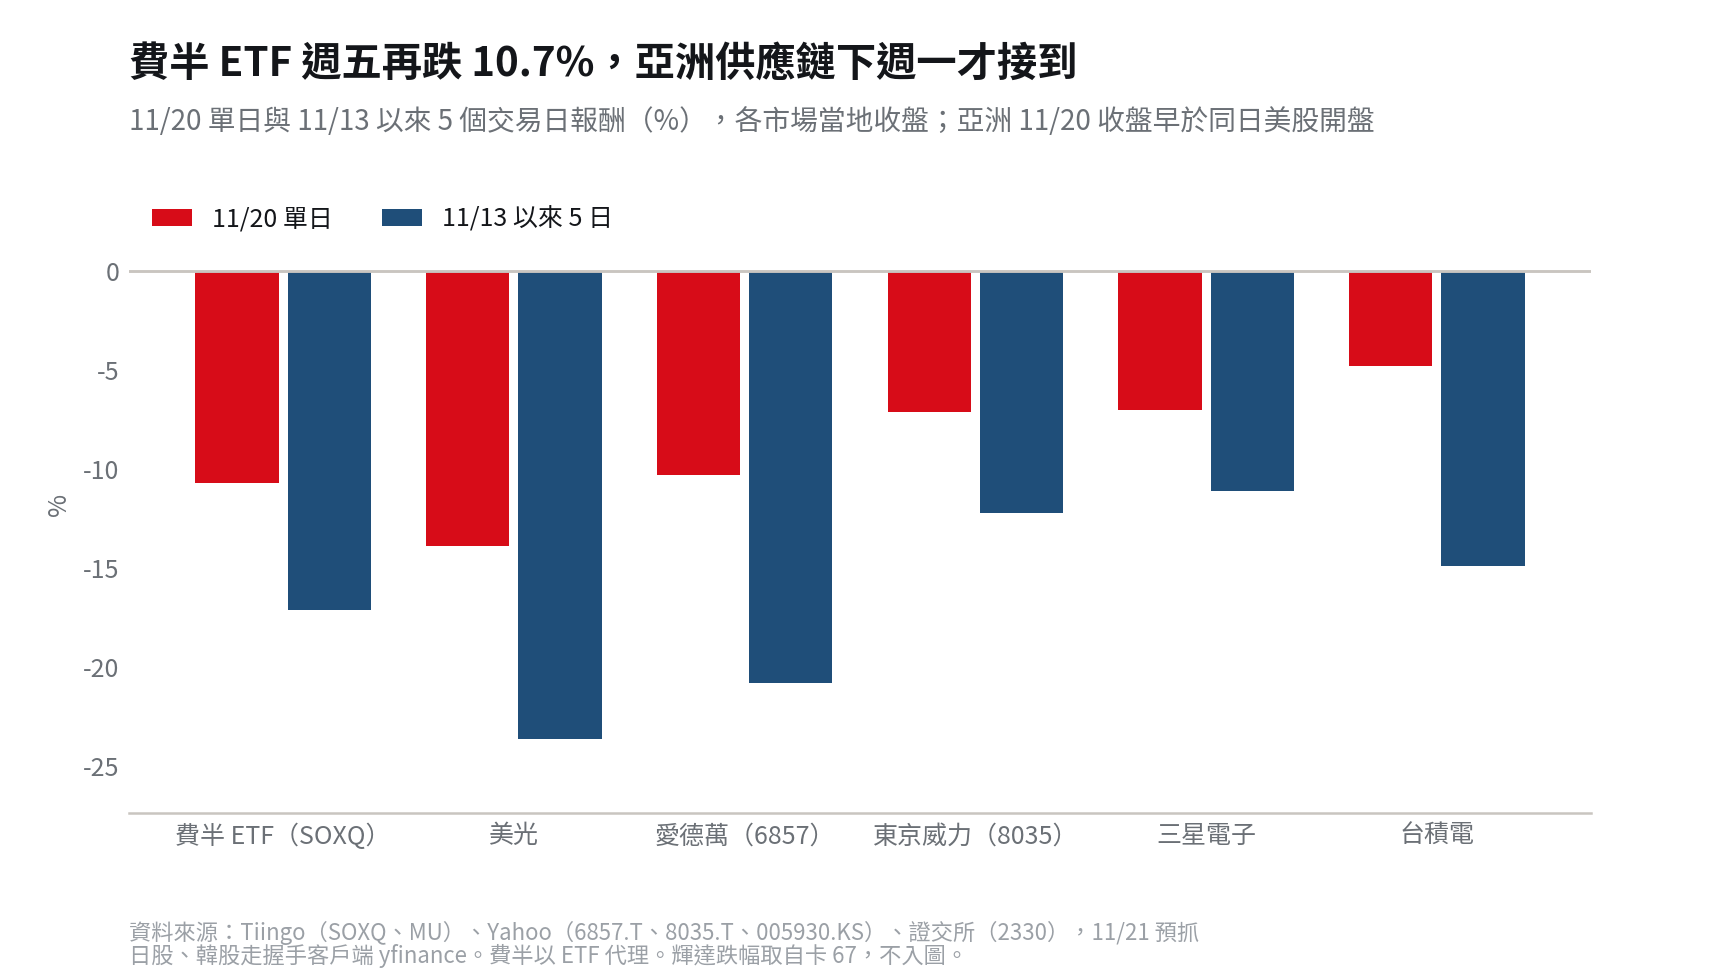 費半 ETF 週五再跌 10.7%，亞洲供應鏈下週一才接到
11/20 單日與 11/13 以來 5 個交易日報酬（%），各市場當地收盤；亞洲 11/20 收盤早於同日美股開盤
11/20 單日
11/13 以來 5 日
0
-5
-10
-15
-20
-25
%
費半 ETF（SOXQ）
美光
愛德萬（6857）
東京威力（8035）
三星電子
台積電
資料來源：Tiingo（SOXQ、MU）、Yahoo（6857.T、8035.T、005930.KS）、證交所（2330），11/21 預抓
日股、韓股走握手客戶端 yfinance。費半以 ETF 代理。輝達跌幅取自卡 67，不入圖。